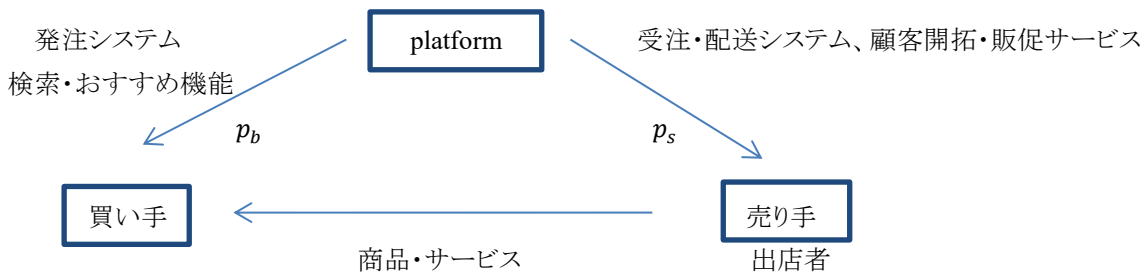 発注システム
検索・おすすめ機能
platform
受注・配送システム、顧客開拓・販促サービス
p_b
p_s
買い手
売り手
商品・サービス
出店者